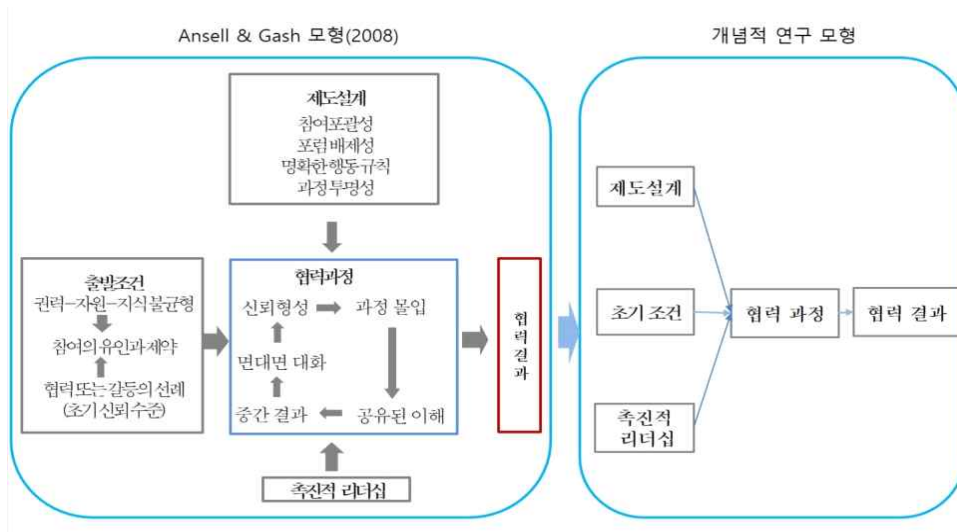 Ansell & Gash 모형(2008)
제도설계
참여포괄성
포럼 배제성
명확한 행동 규칙
과정 투명성
출발조건
권력-자원-지식 불균형
참여의 유인과 제약
협력 또는 갈등의 선례
(초기 신뢰 수준)
협력과정
신뢰형성
과정 몰입
면대면 대화
중간 결과
공유된 이해
촉진적 리더십
협력결과
개념적 연구 모형
제도설계
초기 조건
촉진적
리더십
협력 과정
협력 결과